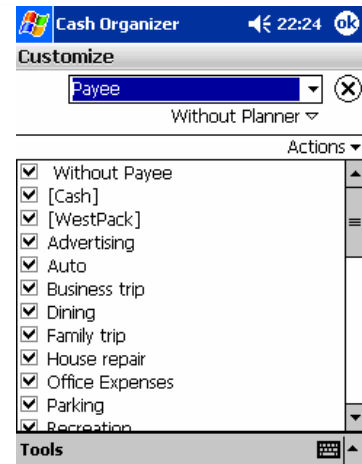 Cash Organizer 22:24 ok
Customize
Payee
Without Planner
Actions
Without Payee
[Cash]
[WestPack]
Advertising
Auto
Business trip
Dining
Family trip
House repair
Office Expenses
Parking
Recreation
Tools